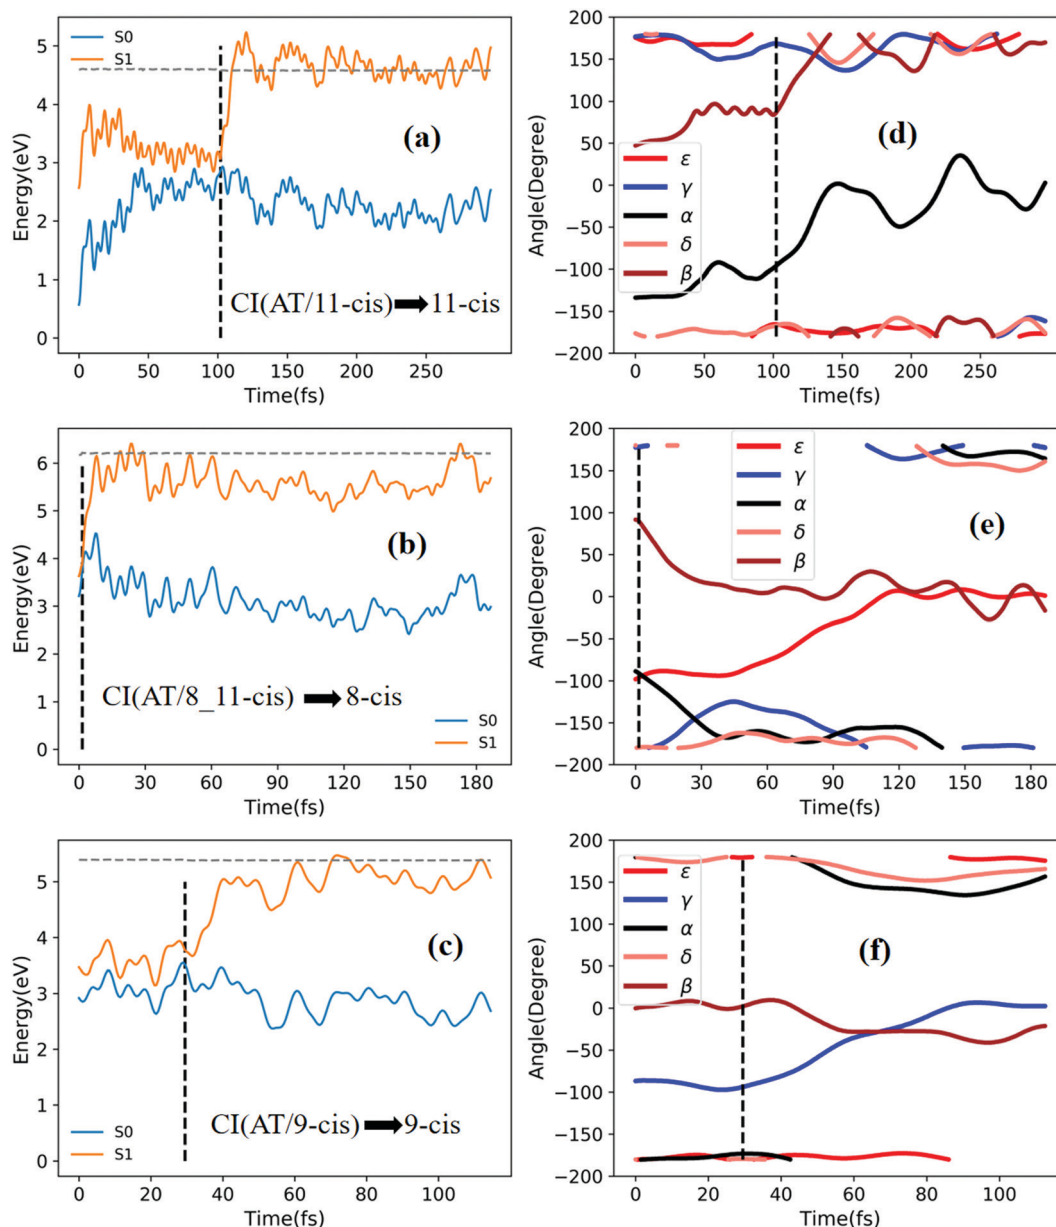 S0
S1
5
4
3
2
1
0
Energy(eV)
(a)
CI(AT/11-cis) 11-cis
0 50 100 150 200 250
Time(fs)
200
150
100
50
0
−50
−100
−150
−200
Angle(Degree)
ε
γ
α
δ
β
(d)
0 50 100 150 200 250
Time(fs)
6
5
4
3
2
1
0
Energy(eV)
(b)
CI(AT/8_11-cis) 8-cis
S0
S1
0 30 60 90 120 150 180
Time(fs)
200
150
100
50
0
−50
−100
−150
−200
Angle(Degree)
ε
γ
α
δ
β
(e)
0 30 60 90 120 150 180
Time(fs)
5
4
3
2
1
0
Energy(eV)
(c)
CI(AT/9-cis) 9-cis
S0
S1
0 20 40 60 80 100
Time(fs)
200
150
100
50
0
−50
−100
−150
−200
Angle(Degree)
ε
γ
α
δ
β
(f)
0 20 40 60 80 100
Time(fs)